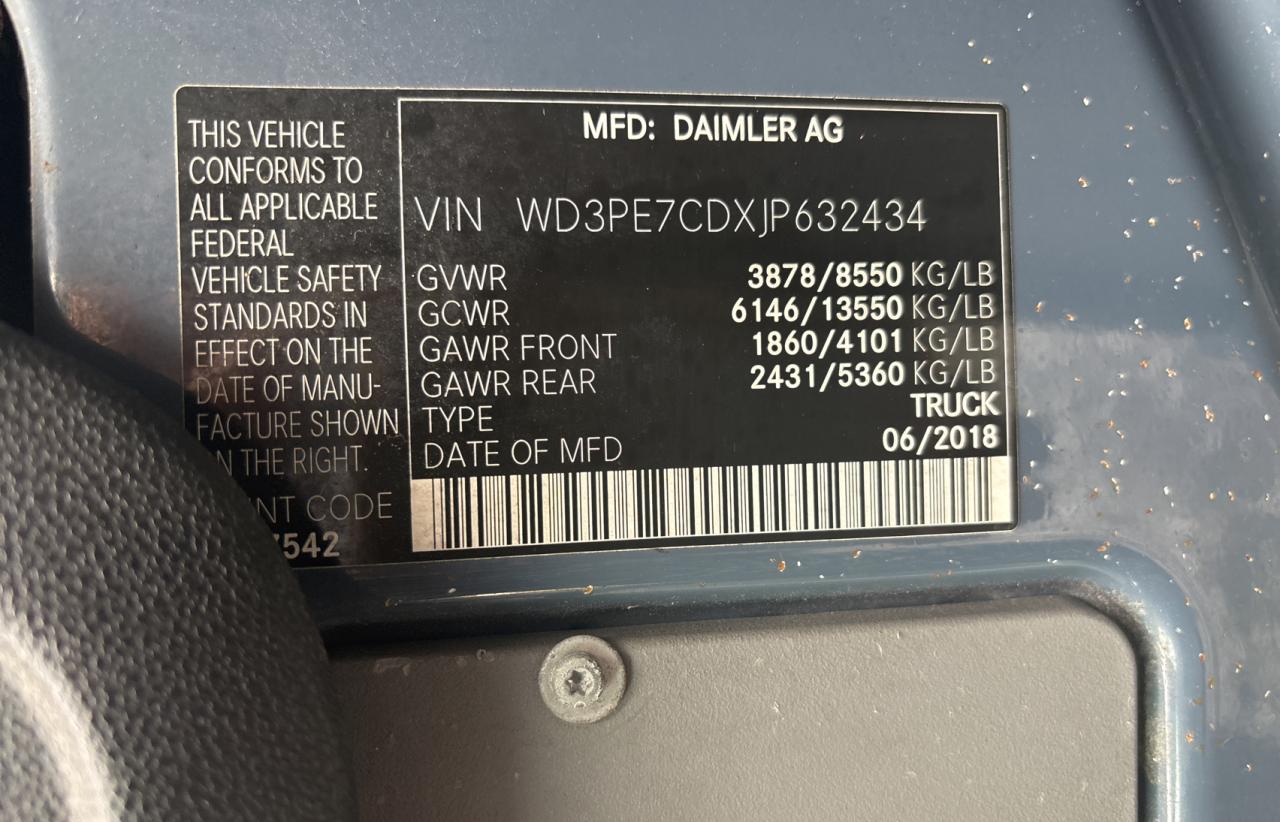 THIS VEHICLE
CONFORMS TO
ALL APPLICABLE
FEDERAL
VEHICLE SAFETY
STANDARDS IN
EFFECT ON THE
DATE OF MANU-
FACTURE SHOWN
THE RIGHT.
CODE
MFD: DAIMLER AG
VIN WD3PE7CDXJP632434
GVWR 3878/8550 KG/LB
GCWR 6146/13550 KG/LB
GAWR FRONT 1860/4101 KG/LB
GAWR REAR 2431/5360 KG/LB
TYPE TRUCK
DATE OF MFD 06/2018